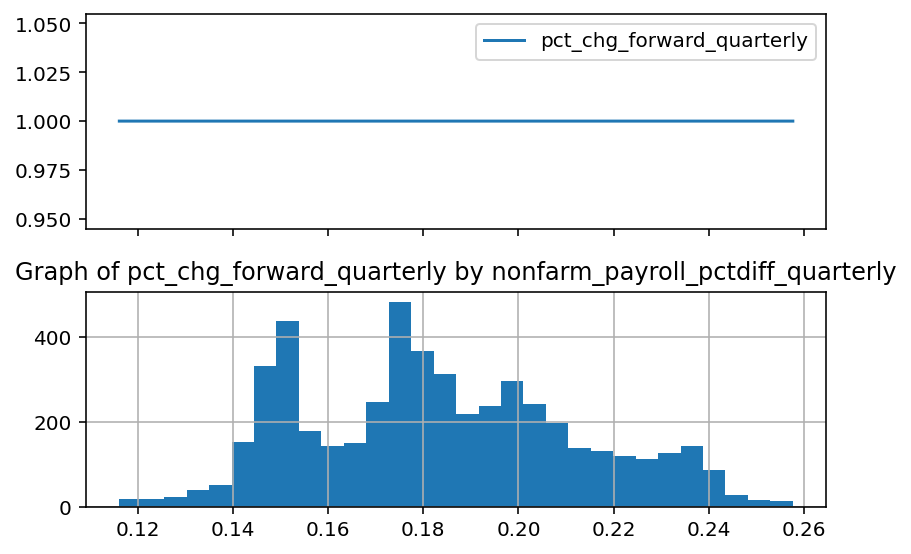 1.050
1.025
1.000
0.975
0.950
pct_chg_forward_quarterly
Graph of pct_chg_forward_quarterly by nonfarm_payroll_pctdiff_quarterly
400
200
0
0.12 0.14 0.16 0.18 0.20 0.22 0.24 0.26